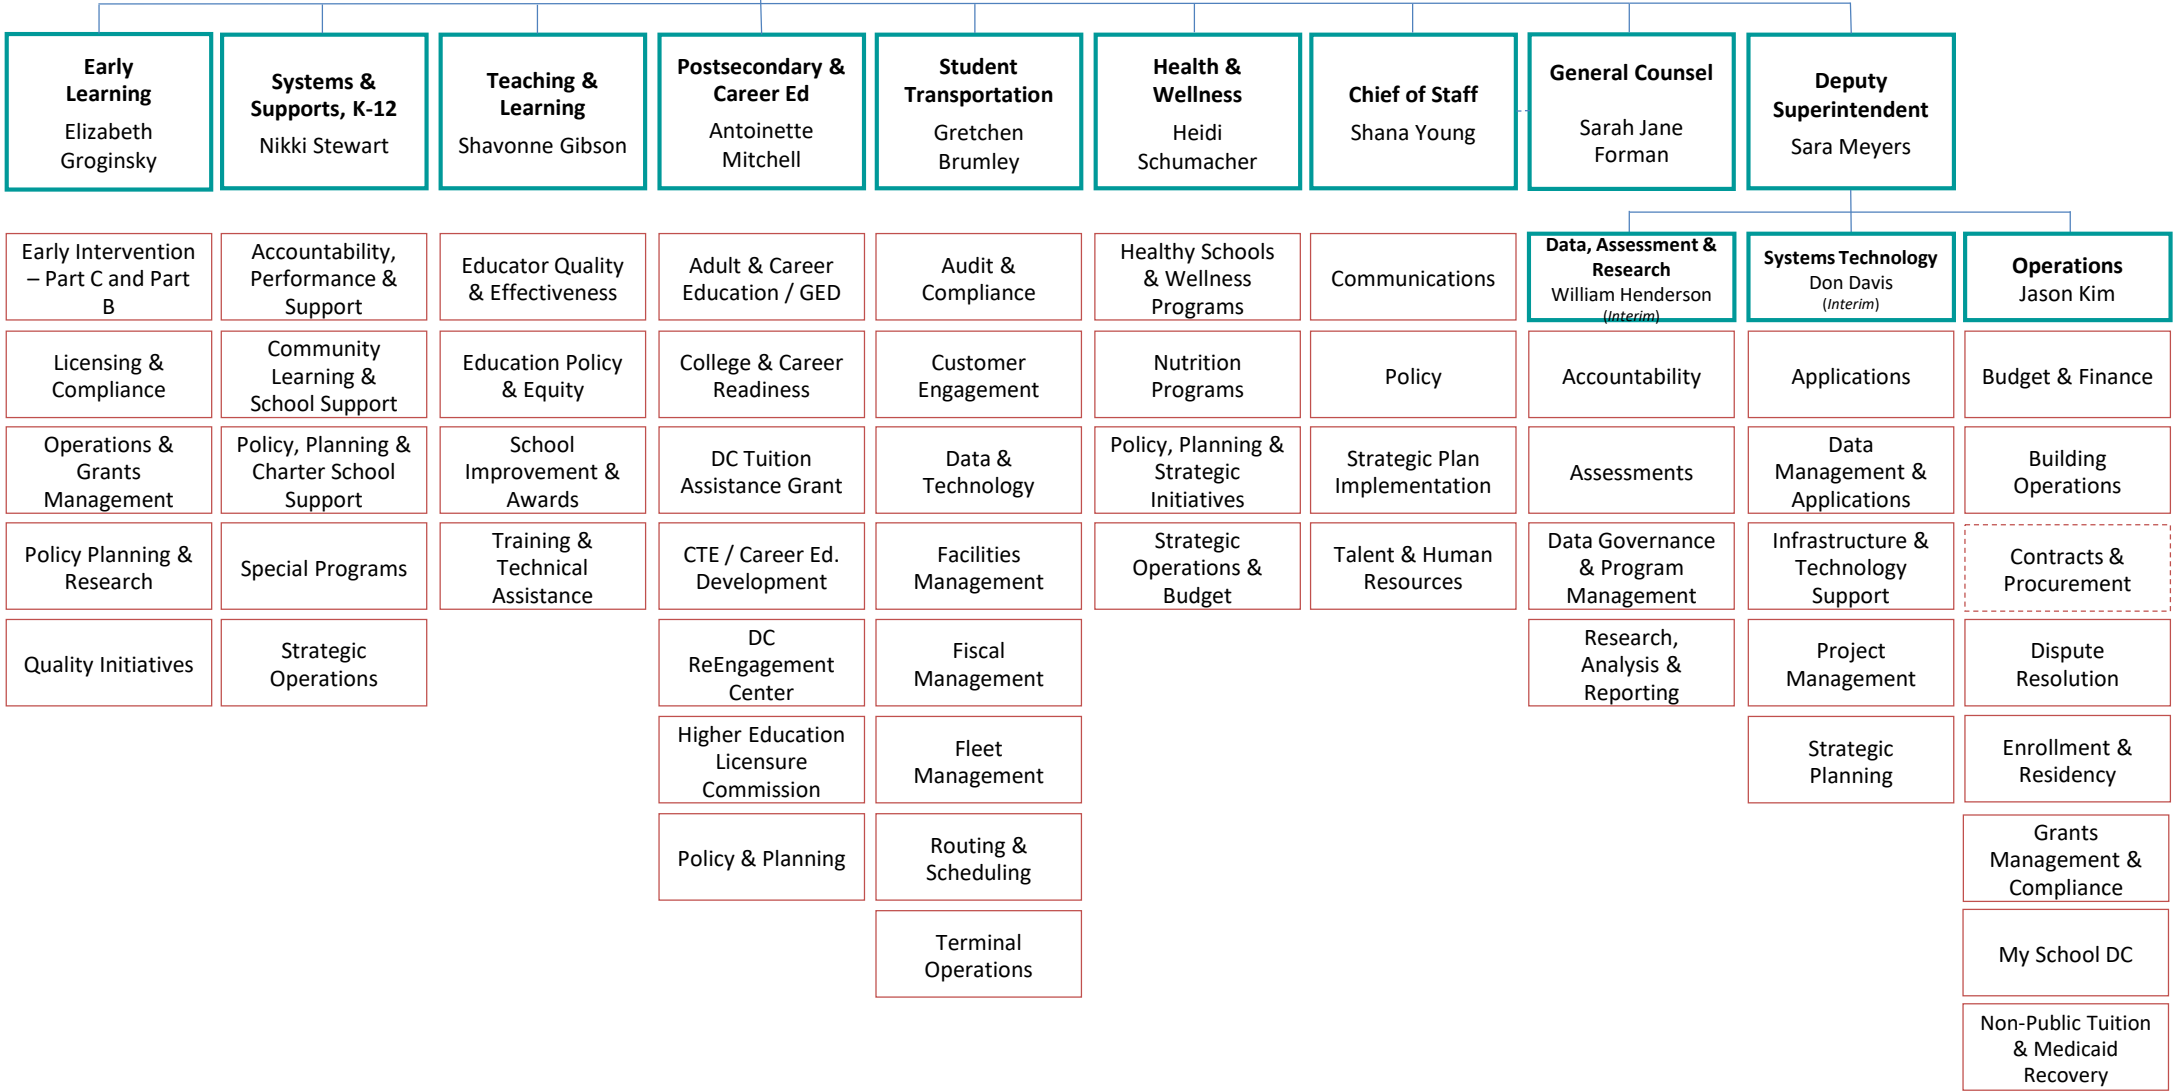 Early
Learning
Elizabeth
Groginsky
Systems &
Supports, K-12
Nikki Stewart
Teaching &
Learning
Shavonne Gibson
Postsecondary &
Career Ed
Antoinette
Mitchell
Student
Transportation
Gretchen
Brumley
Health &
Wellness
Heidi
Schumacher
Chief of Staff
Shana Young
General Counsel
Sarah Jane
Forman
Deputy
Superintendent
Sara Meyers
Early Intervention
– Part C and Part
B
Licensing &
Compliance
Operations &
Grants
Management
Policy Planning &
Research
Quality Initiatives
Accountability,
Performance &
Support
Community
Learning &
School Support
Policy, Planning &
Charter School
Support
Special Programs
Strategic
Operations
Educator Quality
& Effectiveness
Education Policy
& Equity
School
Improvement &
Awards
Training &
Technical
Assistance
Adult & Career
Education / GED
College & Career
Readiness
DC Tuition
Assistance Grant
CTE / Career Ed.
Development
DC
ReEngagement
Center
Higher Education
Licensure
Commission
Policy & Planning
Audit &
Compliance
Customer
Engagement
Data &
Technology
Facilities
Management
Fiscal
Management
Fleet
Management
Routing &
Scheduling
Terminal
Operations
Healthy Schools
& Wellness
Programs
Nutrition
Programs
Policy, Planning &
Strategic
Initiatives
Strategic
Operations &
Budget
Communications
Policy
Strategic Plan
Implementation
Talent & Human
Resources
Data, Assessment &
Research
William Henderson
(Interim)
Accountability
Assessments
Data Governance
& Program
Management
Research,
Analysis &
Reporting
Systems Technology
Don Davis
(Interim)
Applications
Data
Management &
Applications
Infrastructure &
Technology
Support
Project
Management
Strategic
Planning
Operations
Jason Kim
Budget & Finance
Building
Operations
Contracts &
Procurement
Dispute
Resolution
Enrollment &
Residency
Grants
Management &
Compliance
My School DC
Non-Public Tuition
& Medicaid
Recovery